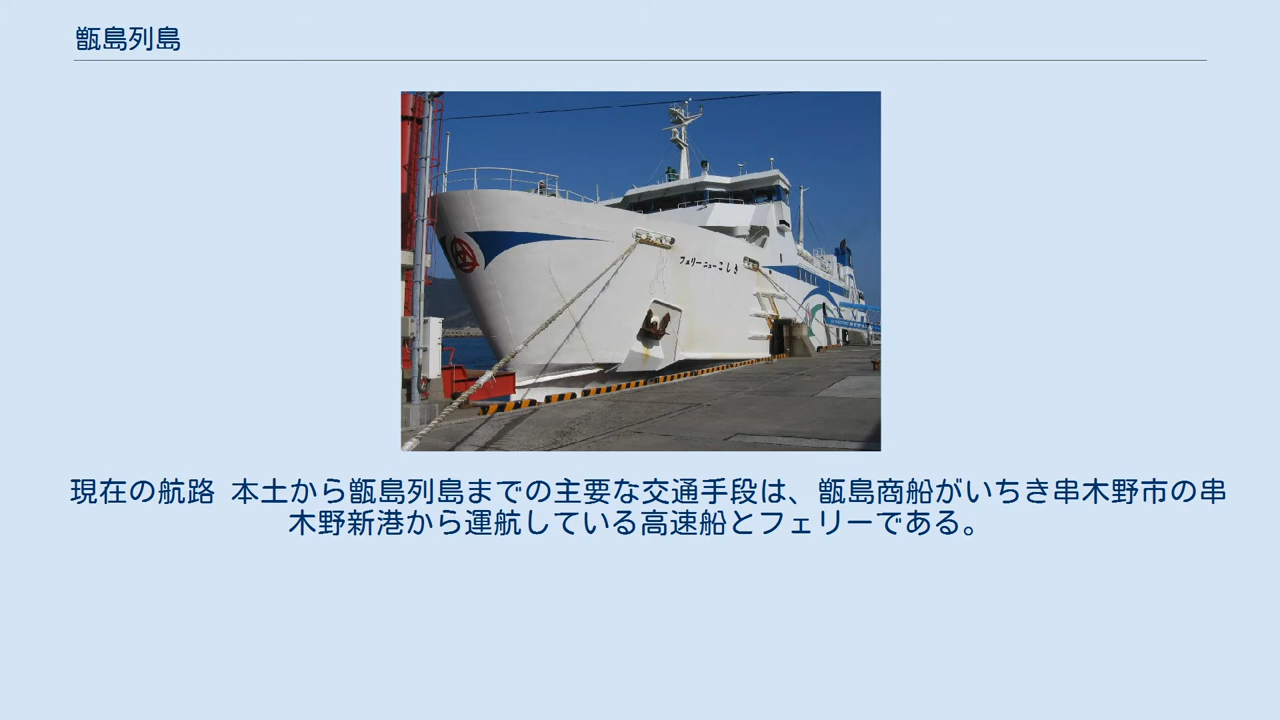 甑島列島
フェリーニューこしき
現在の航路 本土から甑島列島までの主要な交通手段は、甑島商船がいちき串木野市の串
木野新港から運航している高速船とフェリーである。